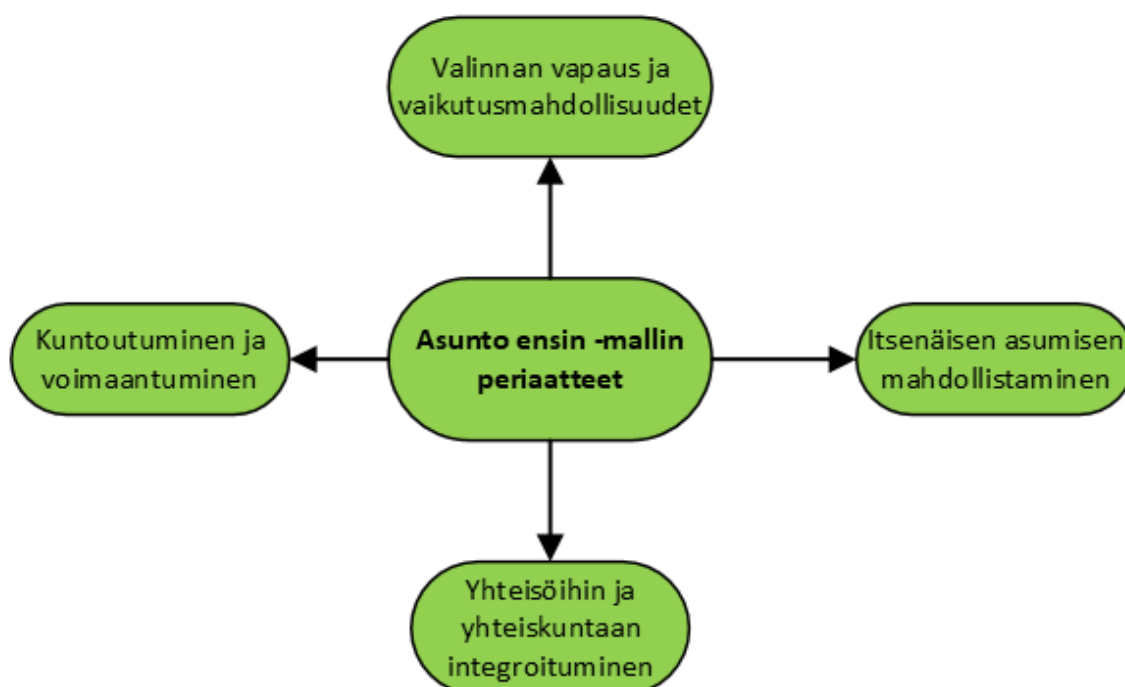 Valinnan vapaus ja
vaikutusmahdollisuudet
Kuntoutuminen ja
voimaantuminen
Asunto ensin -mallin
periaatteet
Itsenäisen asumisen
mahdollistaminen
Yhteisöihin ja
yhteiskuntaan
integroituminen